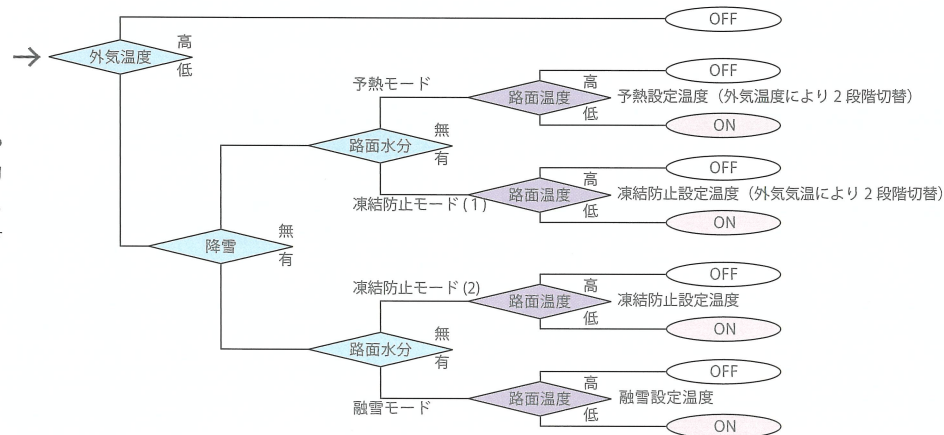 OFF
高
外気温度
低
OFF
予熱モード
高
路面温度
予熱設定温度（外気温度により 2 段階切替）
低
無
ON
路面水分
有
OFF
高
路面温度
凍結防止設定温度（外気気温により 2 段階切替）
凍結防止モード ( 1 )
低
ON
無
降雪
有
OFF
凍結防止モード (2)
高
路面温度
凍結防止設定温度
低
ON
無
路面水分
有
OFF
高
路面温度
融雪設定温度
融雪モード
低
ON